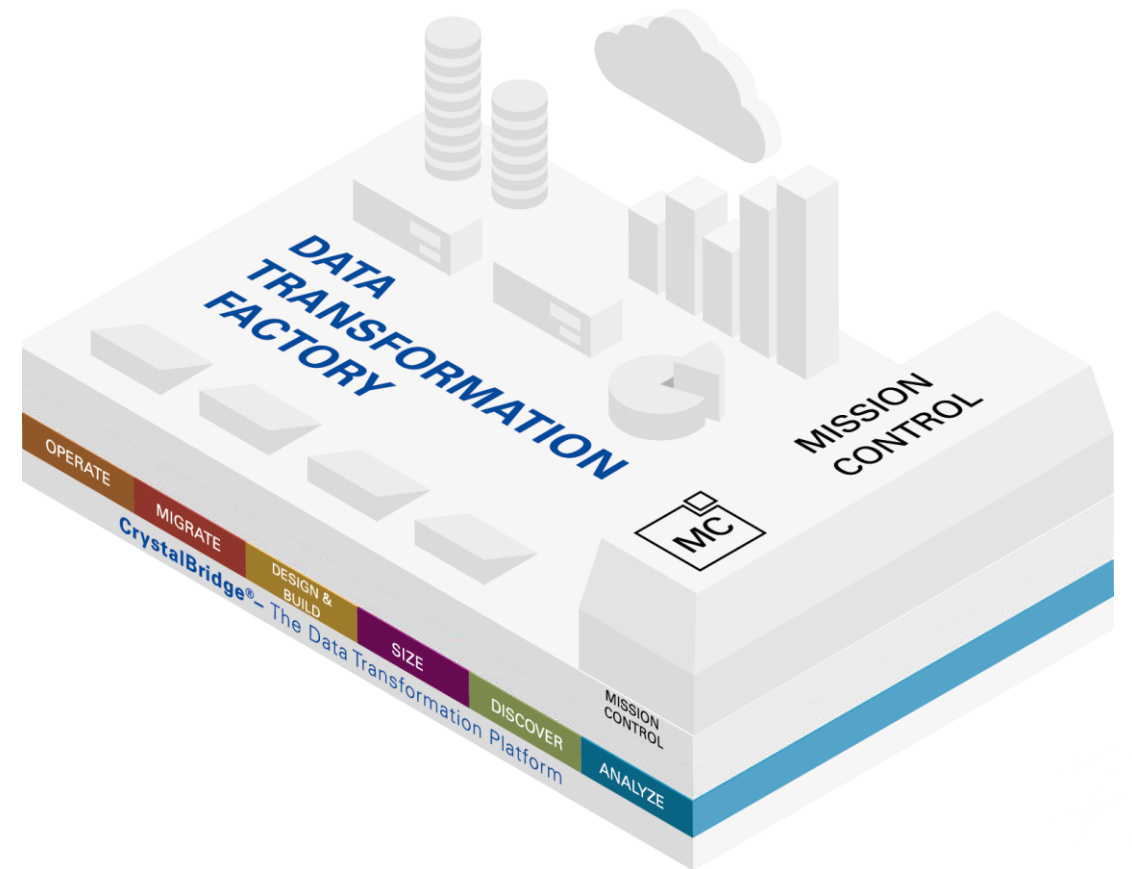 DATA
TRANSFORMATION
FACTORY
MISSION
CONTROL
MC
MISSION
CONTROL
OPERATE
MIGRATE
DESIGN &
BUILD
SIZE
DISCOVER
ANALYZE
CrystalBridge®– The Data Transformation Platform